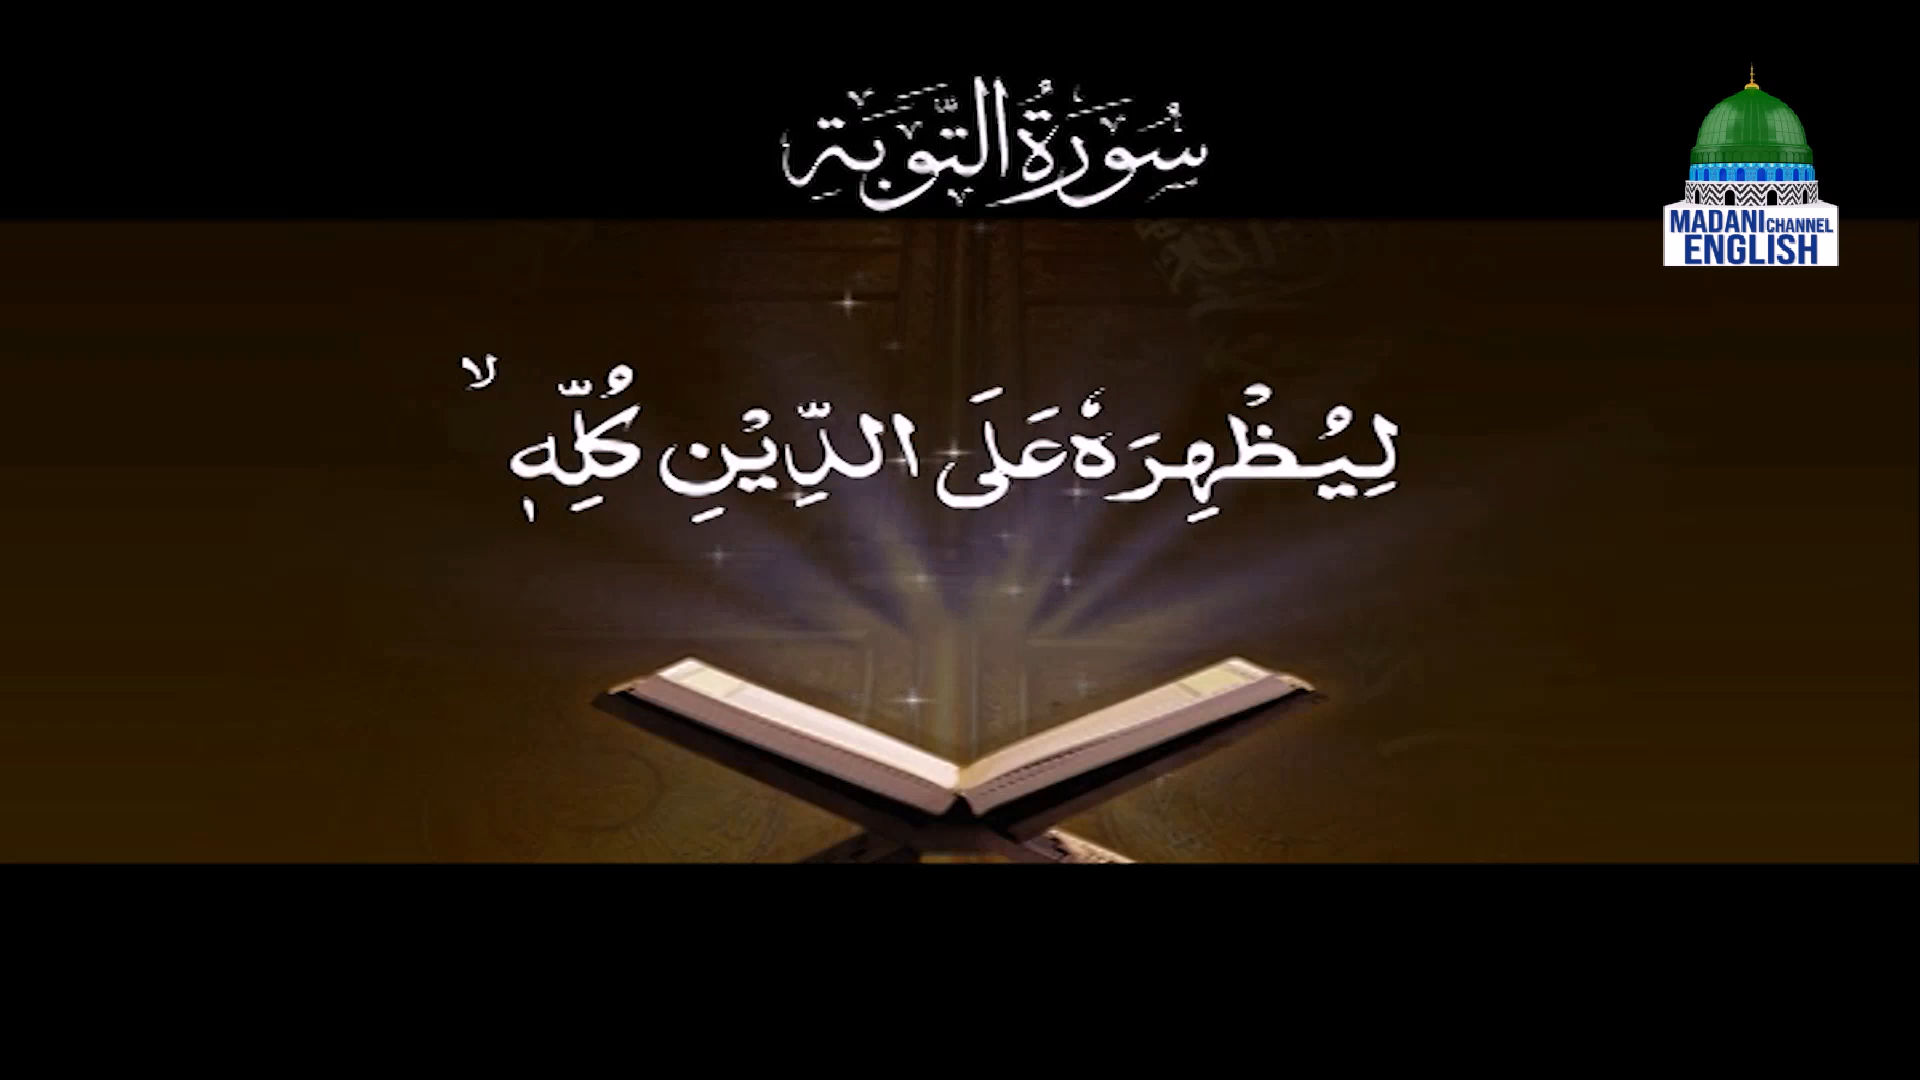 سُوۡرَةُ التَّوۡبَةِ
MADANI CHANNEL
ENGLISH
لِيُظْهِرَهٗ عَلَى الدِّيْنِ كُلِّهٖ ۙ